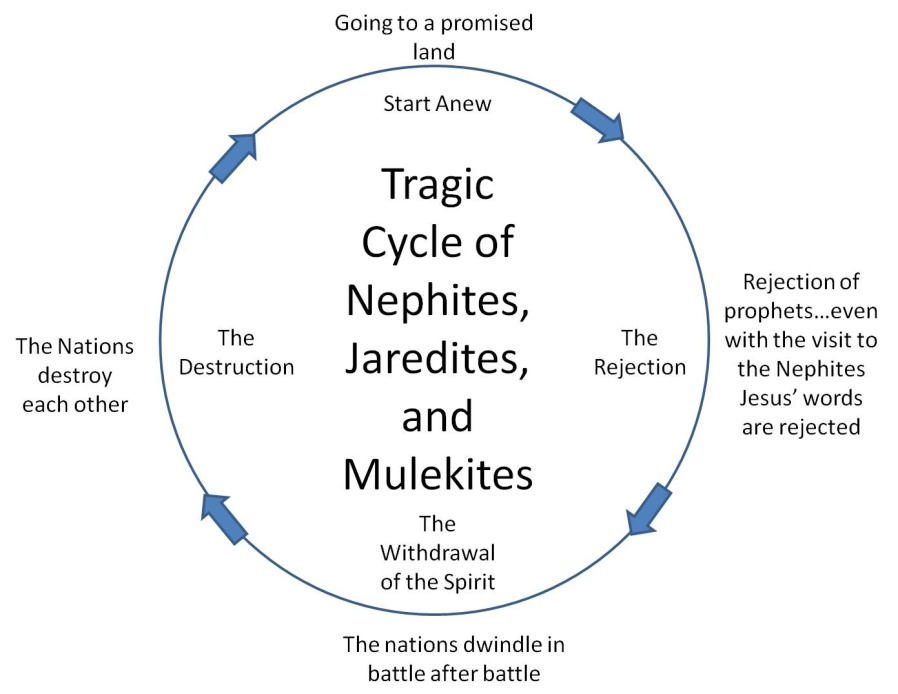 Going to a promised
land
Start Anew
Tragic
Cycle of
Nephites,
Jaredites,
and
Mulekites
The
Rejection
Rejection of
prophets...even
with the visit to
the Nephites
Jesus’ words
are rejected
The
Withdrawal
of the Spirit
The nations dwindle in
battle after battle
The
Destruction
The Nations
destroy
each other